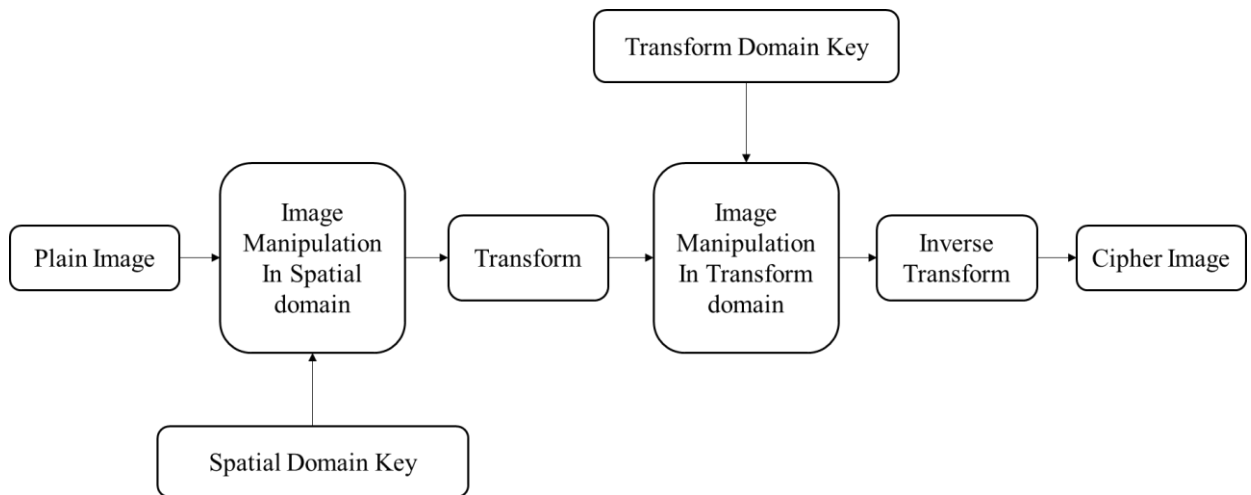 Transform Domain Key
Plain Image
Image
Manipulation
In Spatial
domain
Transform
Image
Manipulation
In Transform
domain
Inverse
Transform
Cipher Image
Spatial Domain Key